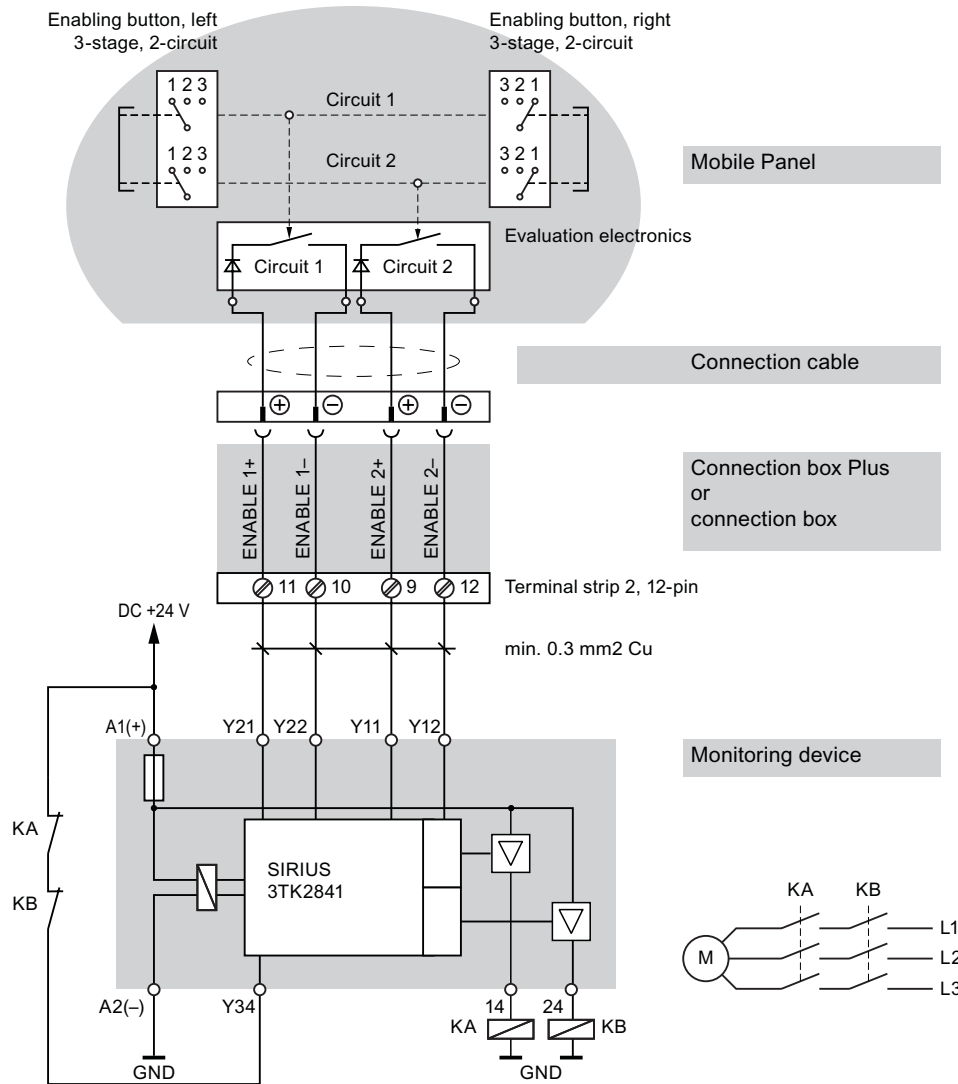 Enabling button, left
3-stage, 2-circuit
Enabling button, right
3-stage, 2-circuit
1 2 3
3 2 1
Circuit 1
1 2 3
3 2 1
Circuit 2
Mobile Panel
Evaluation electronics
Circuit 1
Circuit 2
Connection cable
+
–
+
–
ENABLE 1+
ENABLE 1–
ENABLE 2+
ENABLE 2–
Connection box Plus
or
connection box
11
10
9
12
Terminal strip 2, 12-pin
DC +24 V
min. 0.3 mm2 Cu
A1(+)
Y21
Y22
Y11
Y12
Monitoring device
KA
KB
SIRIUS
3TK2841
KA
KB
M
L1
L2
L3
A2(–)
Y34
14
24
KA
KB
GND
GND